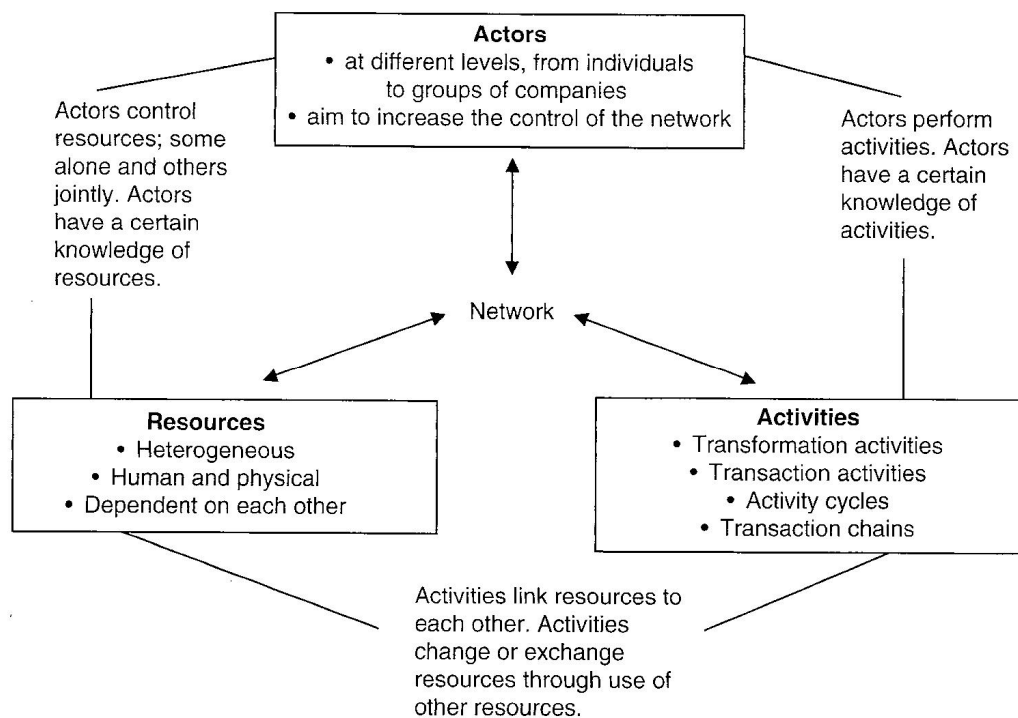 Actors
• at different levels, from individuals
to groups of companies
• aim to increase the control of the network
Actors control
resources; some
alone and others
jointly. Actors
have a certain
knowledge of
resources.
Actors perform
activities. Actors
have a certain
knowledge of
activities.
Network
Resources
• Heterogeneous
• Human and physical
• Dependent on each other
Activities
• Transformation activities
• Transaction activities
• Activity cycles
• Transaction chains
Activities link resources to
each other. Activities
change or exchange
resources through use of
other resources.